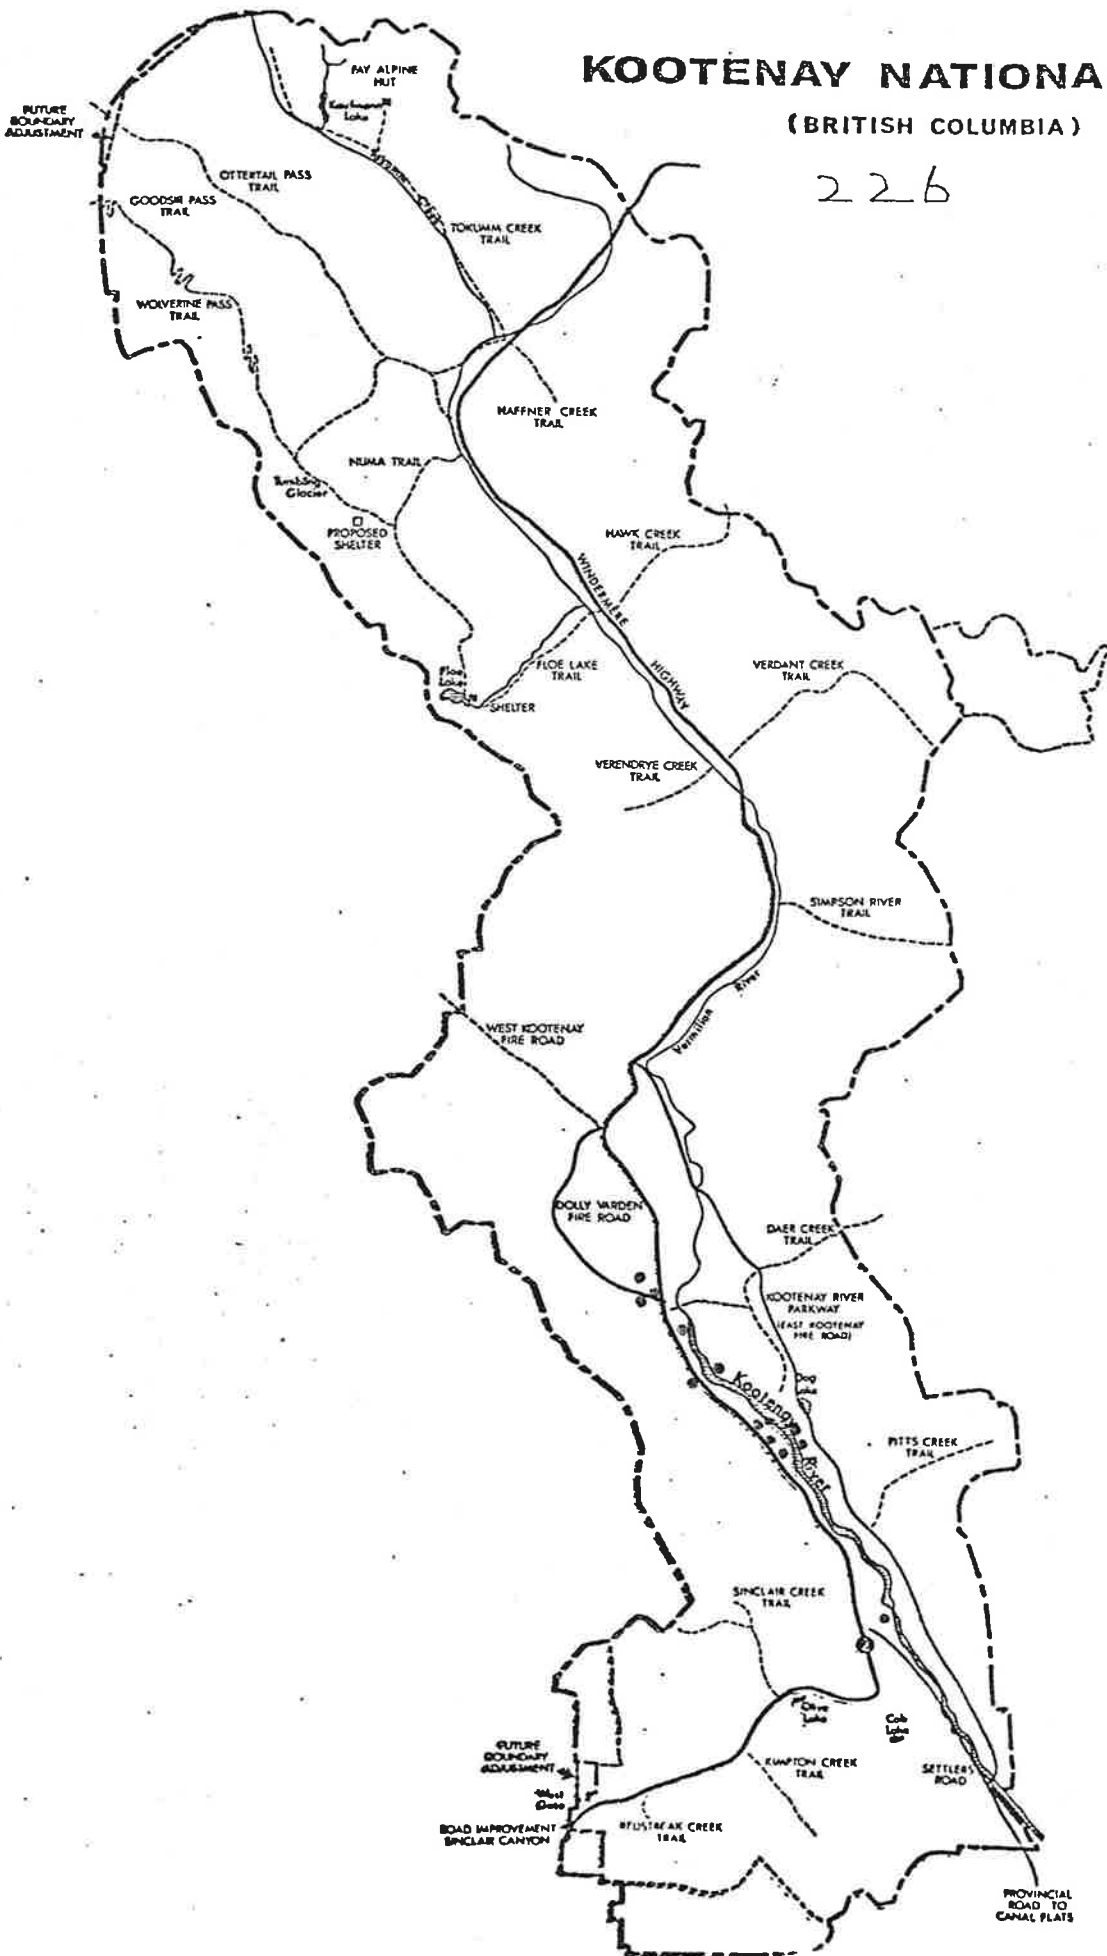 KOOTENAY NATIONA
(BRITISH COLUMBIA)
226
FAY ALPINE
HUT
Kaufmann
Lake
FUTURE
BOUNDARY
ADJUSTMENT
OTTERTAIL PASS
TRAIL
GOODSIR PASS
TRAIL
TOKUMM CREEK
TRAIL
WOLVERINE PASS
TRAIL
HAFFNER CREEK
TRAIL
NUMA TRAIL
Tumbling
Glacier
PROPOSED
SHELTER
HAWK CREEK
TRAIL
WINDERMERE
HIGHWAY
FLOE LAKE
TRAIL
Floe
Lake
SHELTER
VERDANT CREEK
TRAIL
VERENDRYE CREEK
TRAIL
SIMPSON RIVER
TRAIL
Vermilion River
WEST KOOTENAY
FIRE ROAD
DOLLY VARDEN
FIRE ROAD
DAER CREEK
TRAIL
KOOTENAY RIVER
PARKWAY
(EAST KOOTENAY
FIRE ROAD)
Dog
Lake
Kootenay River
PITTS CREEK
TRAIL
SINCLAIR CREEK
TRAIL
Olive
Lake
Cob
Lake
FUTURE
BOUNDARY
ADJUSTMENT
West
Gate
KIMPTON CREEK
TRAIL
SETTLERS
ROAD
ROAD IMPROVEMENT
SINCLAIR CANYON
REDSTREAK CREEK
TRAIL
PROVINCIAL
ROAD TO
CANAL FLATS